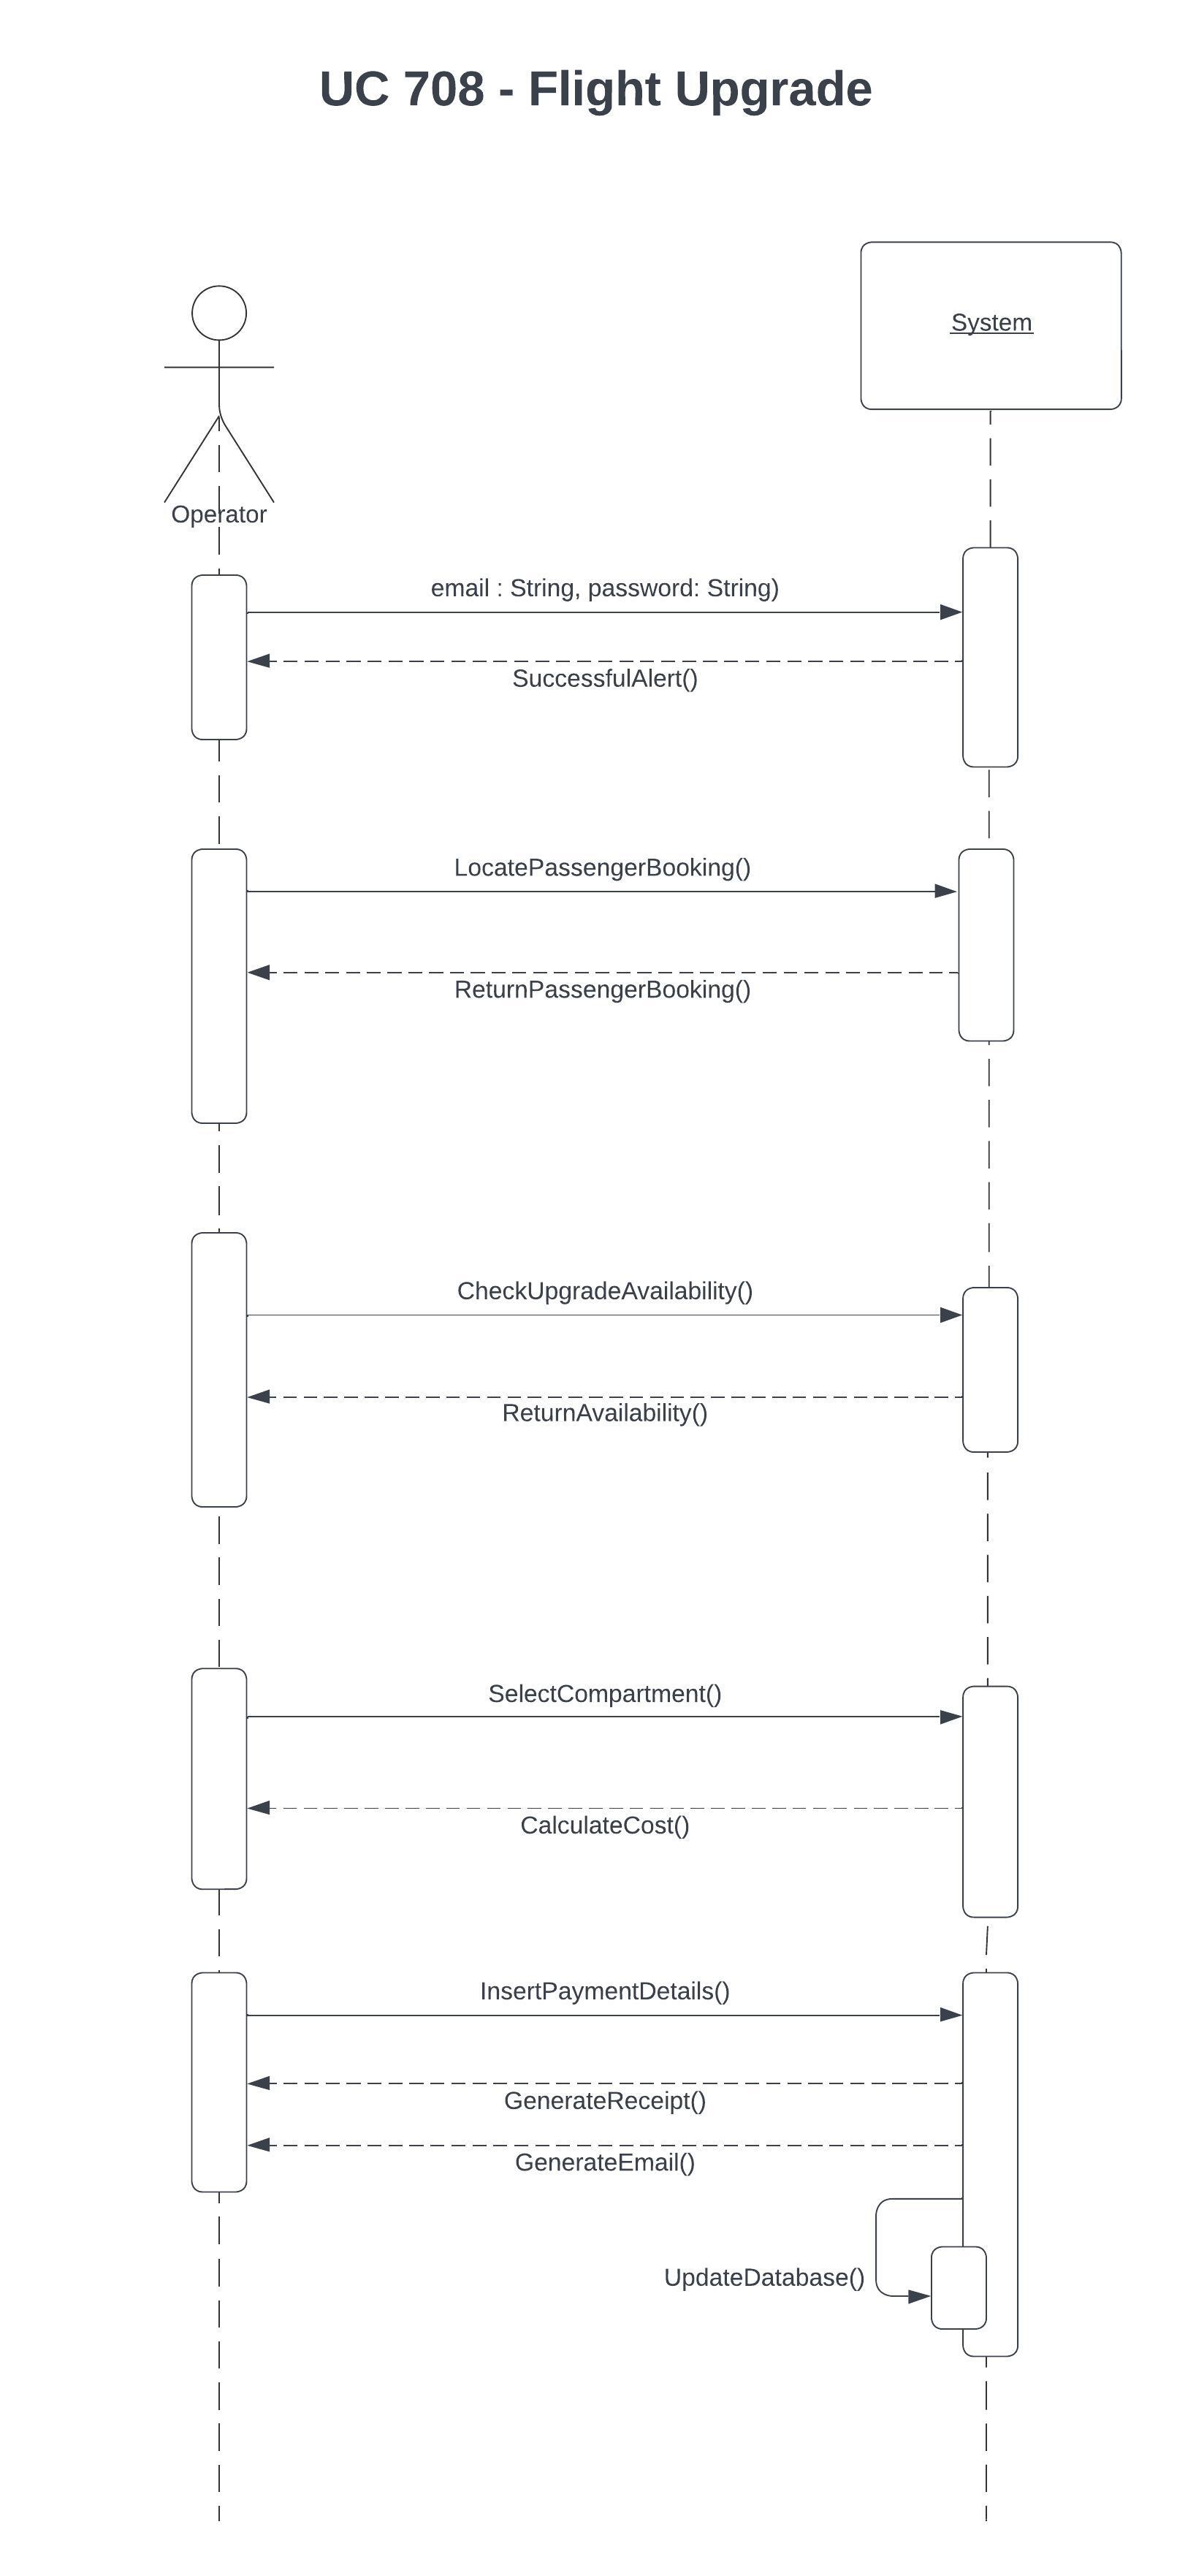 UC 708 - Flight Upgrade
System
Operator
email : String, password: String)
SuccessfulAlert()
LocatePassengerBooking()
ReturnPassengerBooking()
CheckUpgradeAvailability()
ReturnAvailability()
SelectCompartment()
CalculateCost()
InsertPaymentDetails()
GenerateReceipt()
GenerateEmail()
UpdateDatabase()